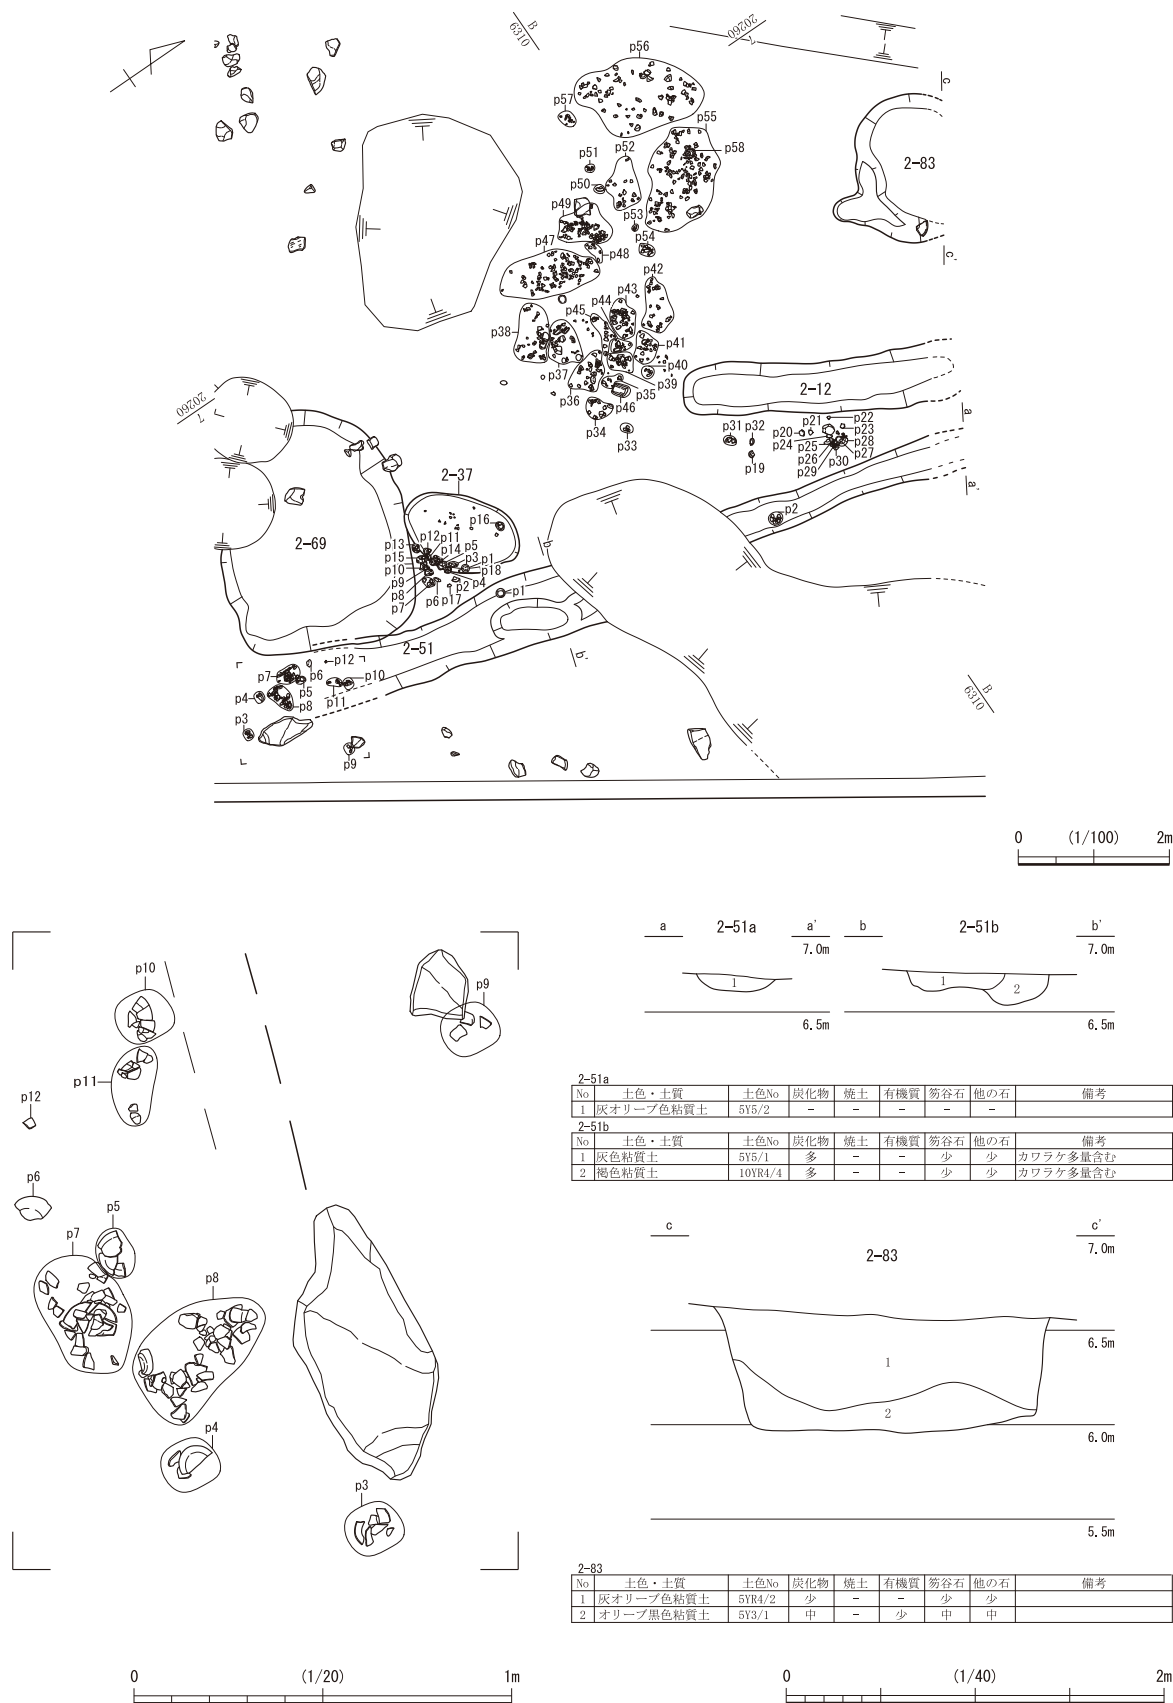 B
6310
20260
7
p56
c
p57
p55
p52
p58
p51
2-83
p50
p49
p53
p54
c'
p47
p48
p42
p43
p44
p45
p38
p41
p40
p37
p39
2-12
p35
p36
p46
20260
7
a
p22
p31
p32
p21
p34
p20
p23
p33
p24
p28
p25
p27
p26
p30
p19
p29
2-37
a'
p16
p2
2-69
p12
p11
b
p13
p14
p5
p15
p3
p1
p10
p18
p9
p4
p8
p2
p7
p6
p17
p1
2-51
b'
p12
p7
p6
p10
B
6310
p5
p4
p8
p11
p3
p9
0 (1/100) 2m
a 2-51a a' b 2-51b b'
7.0m 7.0m
p10
p9
1 1 2
6.5m 6.5m
p11
p12
2-51a
No 土色・土質 土色No 炭化物 焼土 有機質 笏谷石 他の石 備考
1 灰オリーブ色粘質土 5Y5/2 - - - - -
2-51b
No 土色・土質 土色No 炭化物 焼土 有機質 笏谷石 他の石 備考
1 灰色粘質土 5Y5/1 多 - - 少 少 カワラケ多量含む
2 褐色粘質土 10YR4/4 多 - - 少 少 カワラケ多量含む
p6
p5
p7
p8
p4
p3
c c'
2-83 7.0m
6.5m
1
2
6.0m
5.5m
2-83
No 土色・土質 土色No 炭化物 焼土 有機質 笏谷石 他の石 備考
1 灰オリーブ色粘質土 5YR4/2 少 - - 少 少
2 オリーブ黒色粘質土 5Y3/1 中 - 少 中 中
0 (1/20) 1m
0 (1/40) 2m